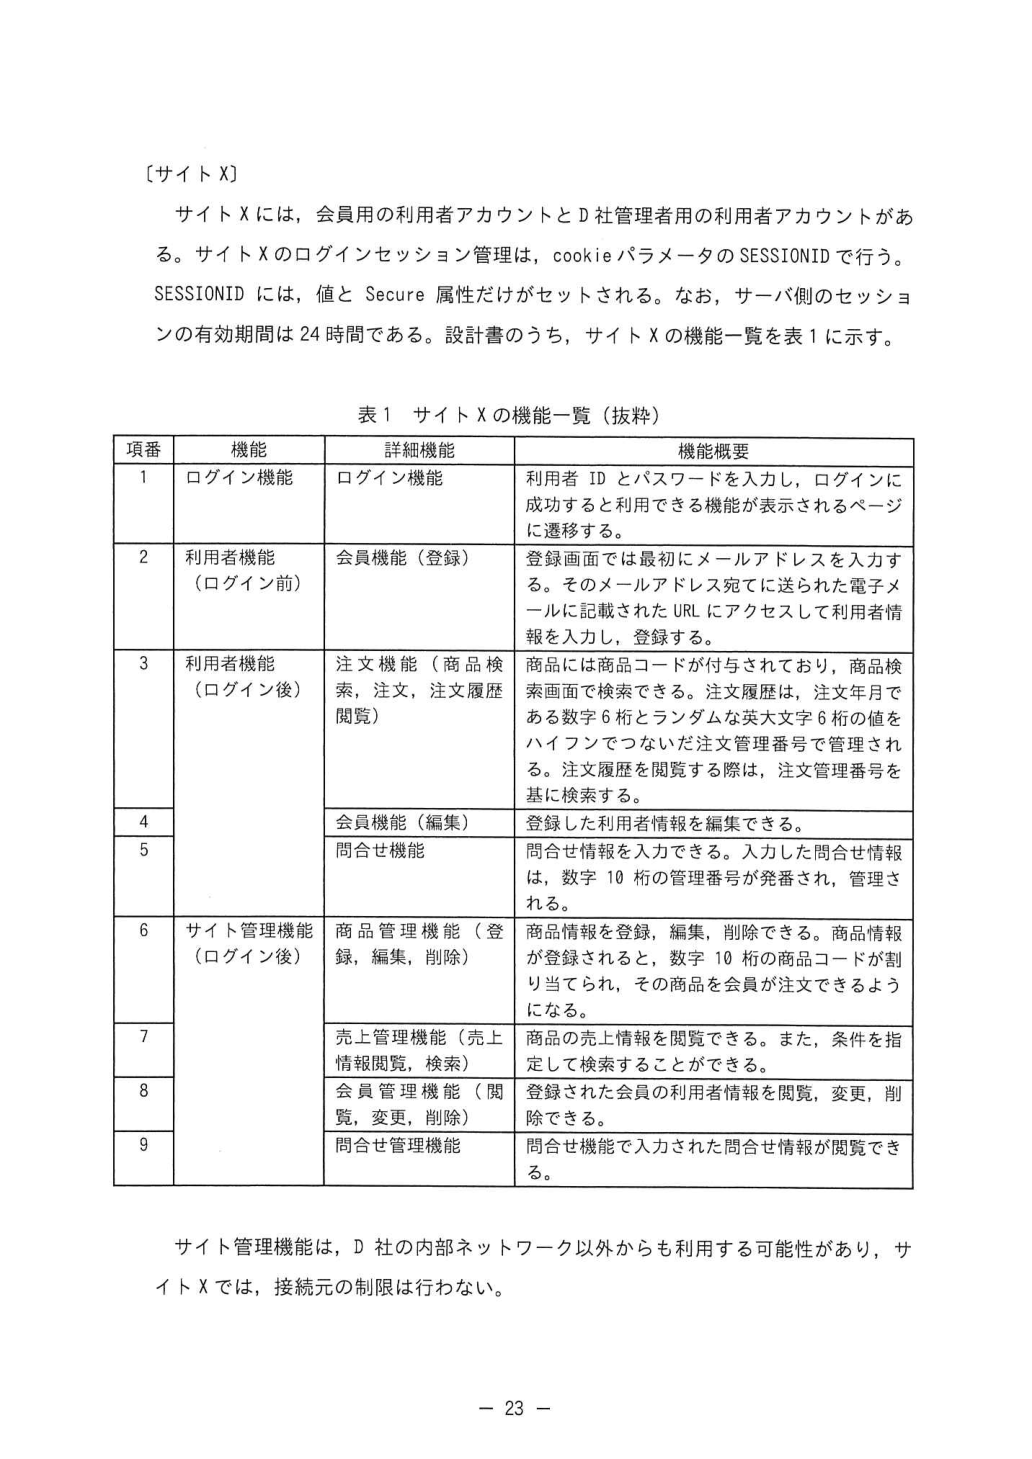 〔サイトX〕
サイトXには，会員用の利用者アカウントとD社管理者用の利用者アカウントがあ
る。サイトXのログインセッション管理は，cookieパラメータのSESSIONIDで行う。
SESSIONID には，値と Secure 属性だけがセットされる。なお，サーバ側のセッショ
ンの有効期間は24時間である。設計書のうち，サイトXの機能一覧を表1に示す。
表1　サイトXの機能一覧（抜粋）
項番　機能　詳細機能　機能概要
1　ログイン機能　ログイン機能　利用者 ID とパスワードを入力し，ログインに
成功すると利用できる機能が表示されるページ
に遷移する。
2　利用者機能　会員機能（登録）　登録画面では最初にメールアドレスを入力す
（ログイン前）　る。そのメールアドレス宛てに送られた電子メ
ールに記載された URL にアクセスして利用者情
報を入力し，登録する。
3　利用者機能　注文機能（商品検　商品には商品コードが付与されており，商品検
（ログイン後）　索，注文，注文履歴　索画面で検索できる。注文履歴は，注文年月で
閲覧）　ある数字6桁とランダムな英大文字6桁の値を
ハイフンでつないだ注文管理番号で管理され
る。注文履歴を閲覧する際は，注文管理番号を
基に検索する。
4　会員機能（編集）　登録した利用者情報を編集できる。
5　問合せ機能　問合せ情報を入力できる。入力した問合せ情報
は，数字 10 桁の管理番号が発番され，管理さ
れる。
6　サイト管理機能　商品管理機能（登　商品情報を登録，編集，削除できる。商品情報
（ログイン後）　録，編集，削除）　が登録されると，数字 10 桁の商品コードが割
り当てられ，その商品を会員が注文できるよう
になる。
7　売上管理機能（売上　商品の売上情報を閲覧できる。また，条件を指
情報閲覧，検索）　定して検索することができる。
8　会員管理機能（閲　登録された会員の利用者情報を閲覧，変更，削
覧，変更，削除）　除できる。
9　問合せ管理機能　問合せ機能で入力された問合せ情報が閲覧でき
る。
サイト管理機能は，D 社の内部ネットワーク以外からも利用する可能性があり，サ
イトXでは，接続元の制限は行わない。
－ 23 －